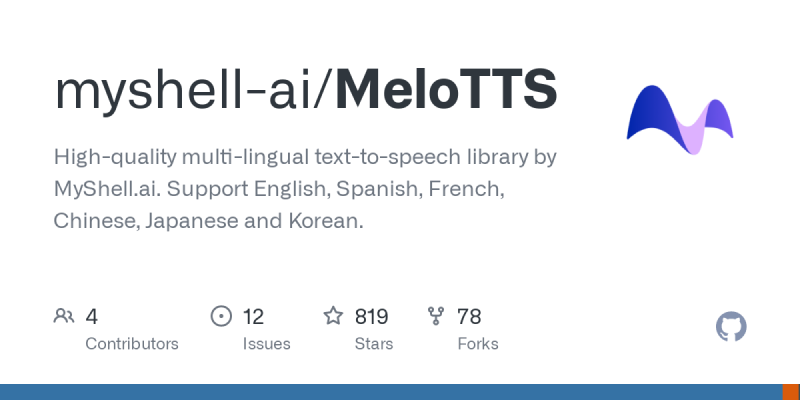 myshell-ai/MeloTTS
High-quality multi-lingual text-to-speech library by
MyShell.ai. Support English, Spanish, French,
Chinese, Japanese and Korean.
4 12 819 78
Contributors Issues Stars Forks